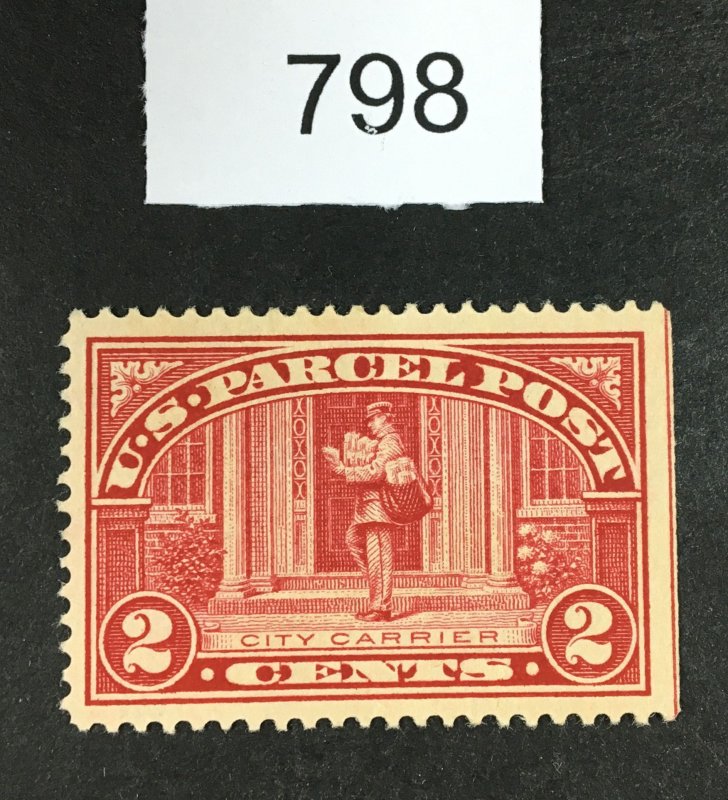 798
U.S. PARCEL POST
CITY CARRIER
2 · CENTS · 2